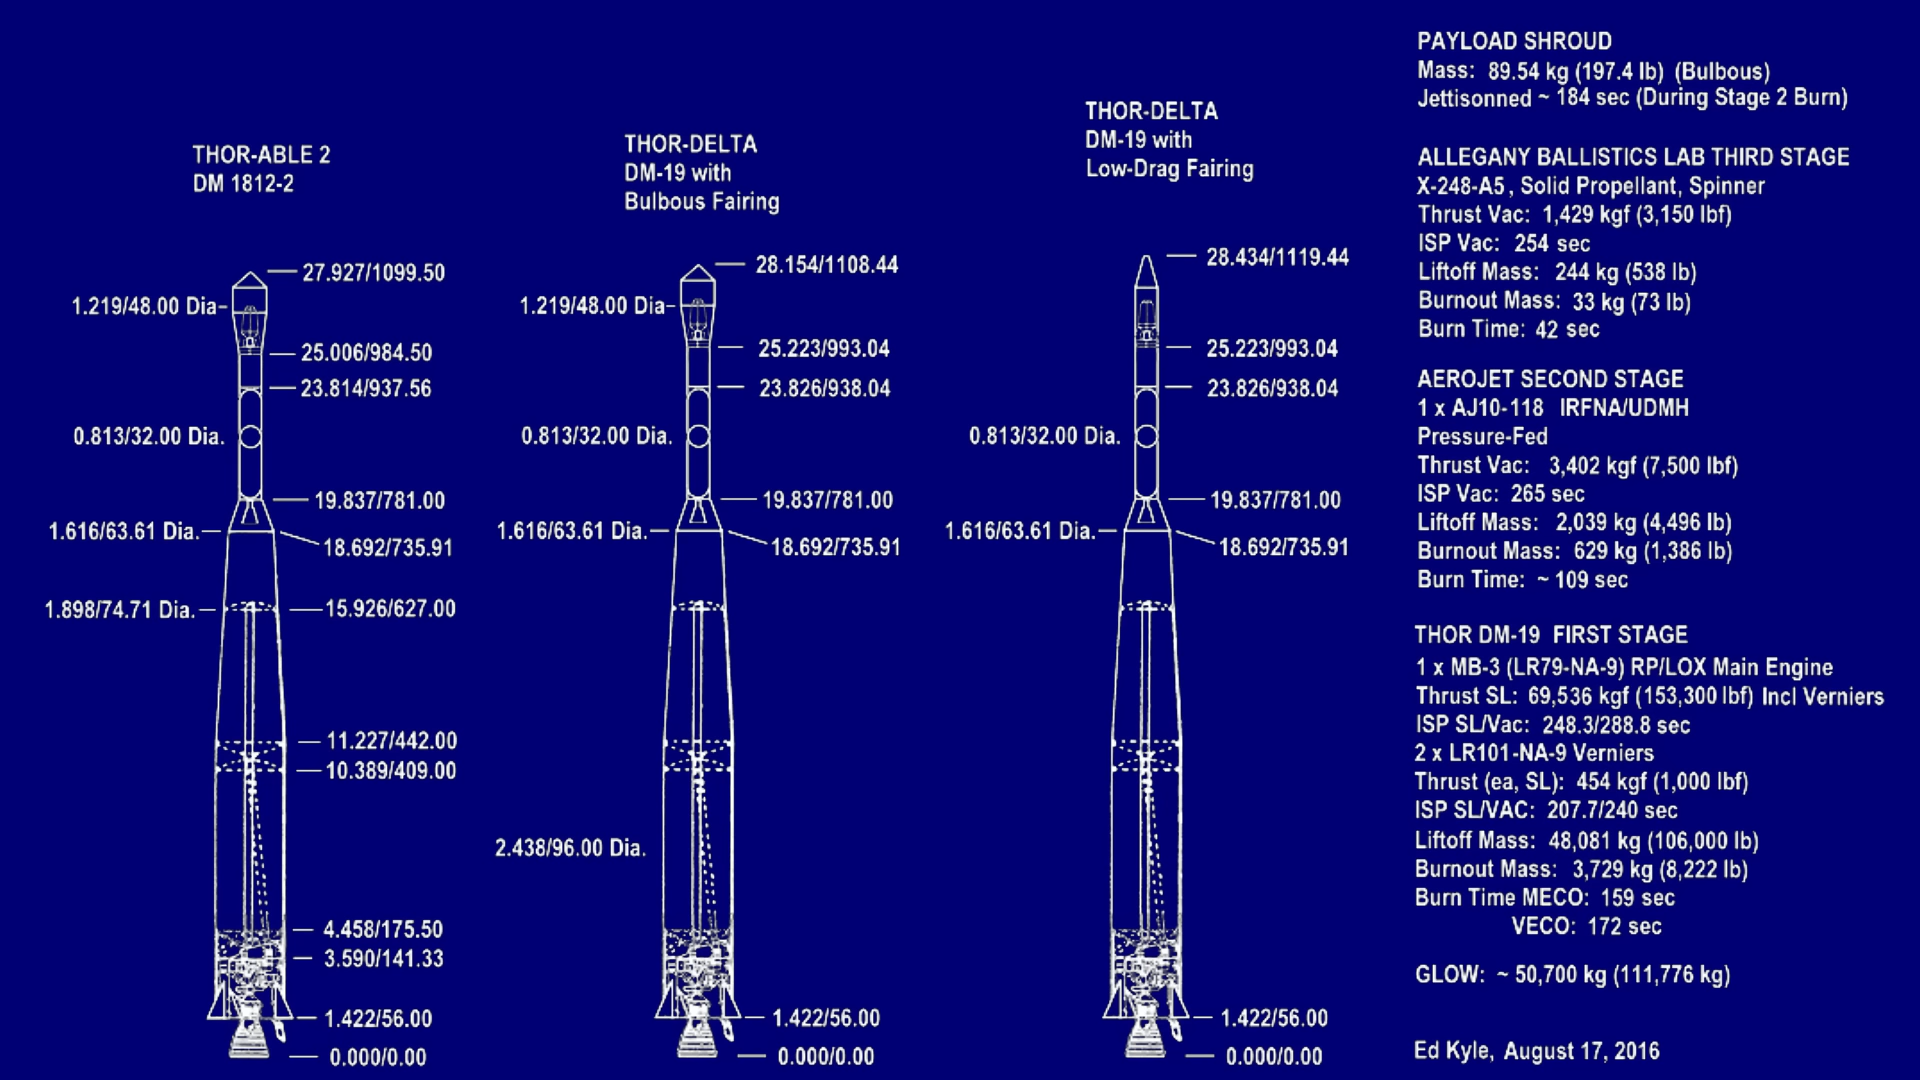 THOR-ABLE 2
DM 1812-2
27.927/1099.50
1.219/48.00 Dia
25.006/984.50
23.814/937.56
0.813/32.00 Dia.
19.837/781.00
1.616/63.61 Dia.
18.692/735.91
1.898/74.71 Dia.
15.926/627.00
11.227/442.00
10.389/409.00
4.458/175.50
3.590/141.33
1.422/56.00
0.000/0.00
THOR-DELTA
DM-19 with
Bulbous Fairing
28.154/1108.44
1.219/48.00 Dia
25.223/993.04
23.826/938.04
0.813/32.00 Dia.
19.837/781.00
1.616/63.61 Dia.
18.692/735.91
2.438/96.00 Dia.
1.422/56.00
0.000/0.00
THOR-DELTA
DM-19 with
Low-Drag Fairing
28.434/1119.44
25.223/993.04
23.826/938.04
0.813/32.00 Dia.
19.837/781.00
1.616/63.61 Dia.
18.692/735.91
1.422/56.00
0.000/0.00
PAYLOAD SHROUD
Mass: 89.54 kg (197.4 lb) (Bulbous)
Jettisonned ~ 184 sec (During Stage 2 Burn)
ALLEGANY BALLISTICS LAB THIRD STAGE
X-248-A5, Solid Propellant, Spinner
Thrust Vac: 1,429 kgf (3,150 lbf)
ISP Vac: 254 sec
Liftoff Mass: 244 kg (538 lb)
Burnout Mass: 33 kg (73 lb)
Burn Time: 42 sec
AEROJET SECOND STAGE
1 x AJ10-118 IRFNA/UDMH
Pressure-Fed
Thrust Vac: 3,402 kgf (7,500 lbf)
ISP Vac: 265 sec
Liftoff Mass: 2,039 kg (4,496 lb)
Burnout Mass: 629 kg (1,386 lb)
Burn Time: ~ 109 sec
THOR DM-19 FIRST STAGE
1 x MB-3 (LR79-NA-9) RP/LOX Main Engine
Thrust SL: 69,536 kgf (153,300 lbf) Incl Verniers
ISP SL/Vac: 248.3/288.8 sec
2 x LR101-NA-9 Verniers
Thrust (ea, SL): 454 kgf (1,000 lbf)
ISP SL/VAC: 207.7/240 sec
Liftoff Mass: 48,081 kg (106,000 lb)
Burnout Mass: 3,729 kg (8,222 lb)
Burn Time MECO: 159 sec
VECO: 172 sec
GLOW: ~ 50,700 kg (111,776 kg)
Ed Kyle, August 17, 2016